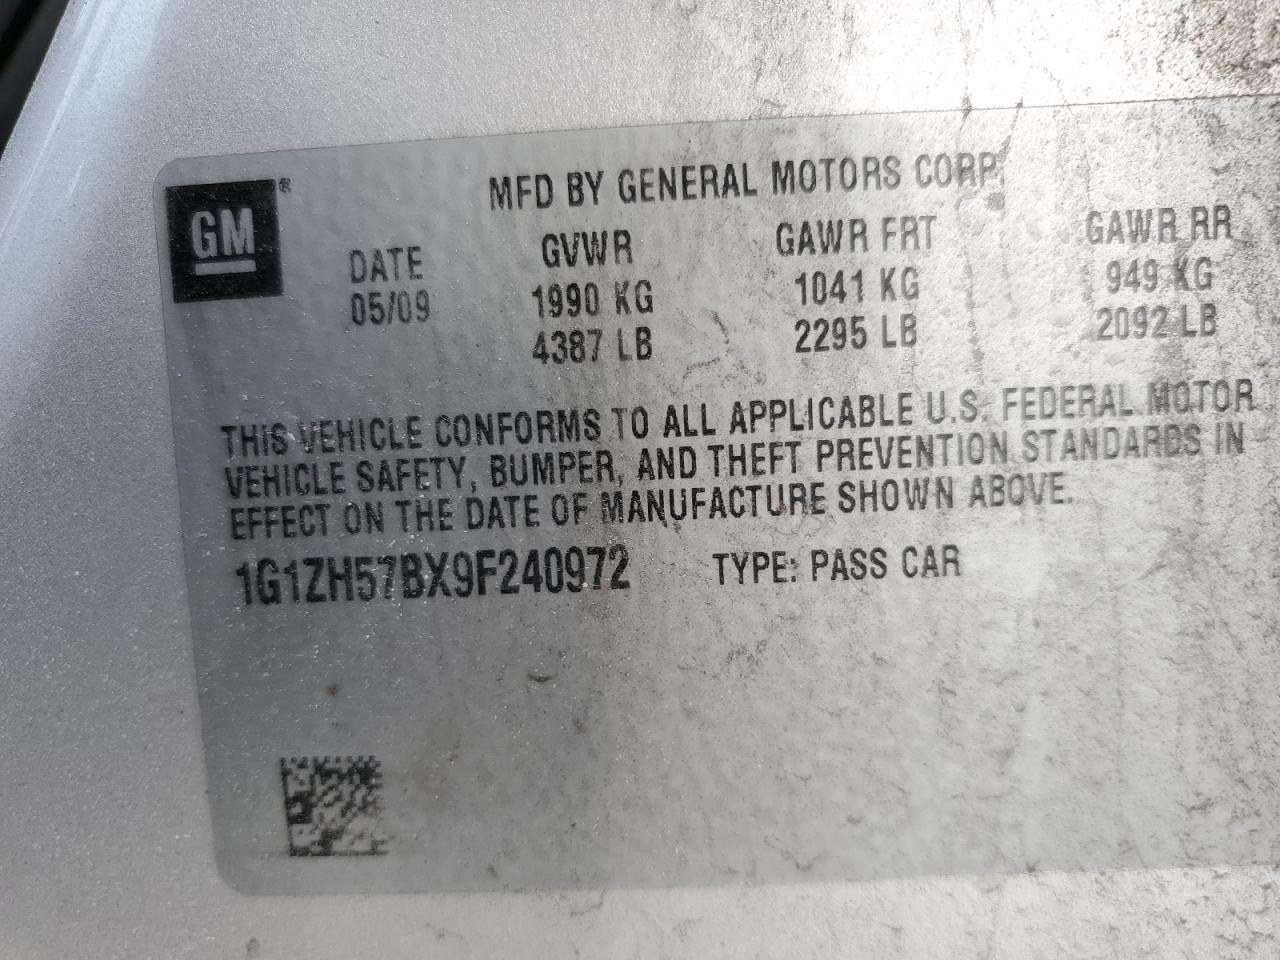 GM ®
MFD BY GENERAL MOTORS CORP.
DATE GVWR GAWR FRT GAWR RR
05/09 1990 KG 1041 KG 949 KG
4387 LB 2295 LB 2092 LB
THIS VEHICLE CONFORMS TO ALL APPLICABLE U.S. FEDERAL MOTOR
VEHICLE SAFETY, BUMPER, AND THEFT PREVENTION STANDARDS IN
EFFECT ON THE DATE OF MANUFACTURE SHOWN ABOVE.
1G1ZH57BX9F240972 TYPE: PASS CAR